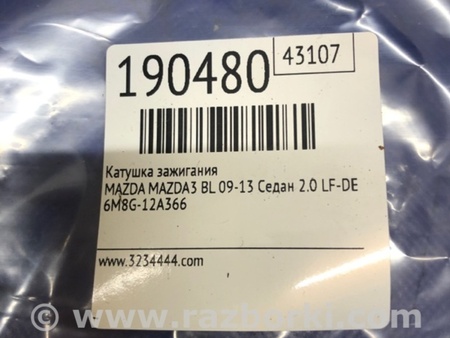 190480
43107
Катушка зажигания
MAZDA MAZDA3 BL 09-13 Седан 2.0 LF-DE
6M8G-12A366
www.3234444.com
www.razborki.com